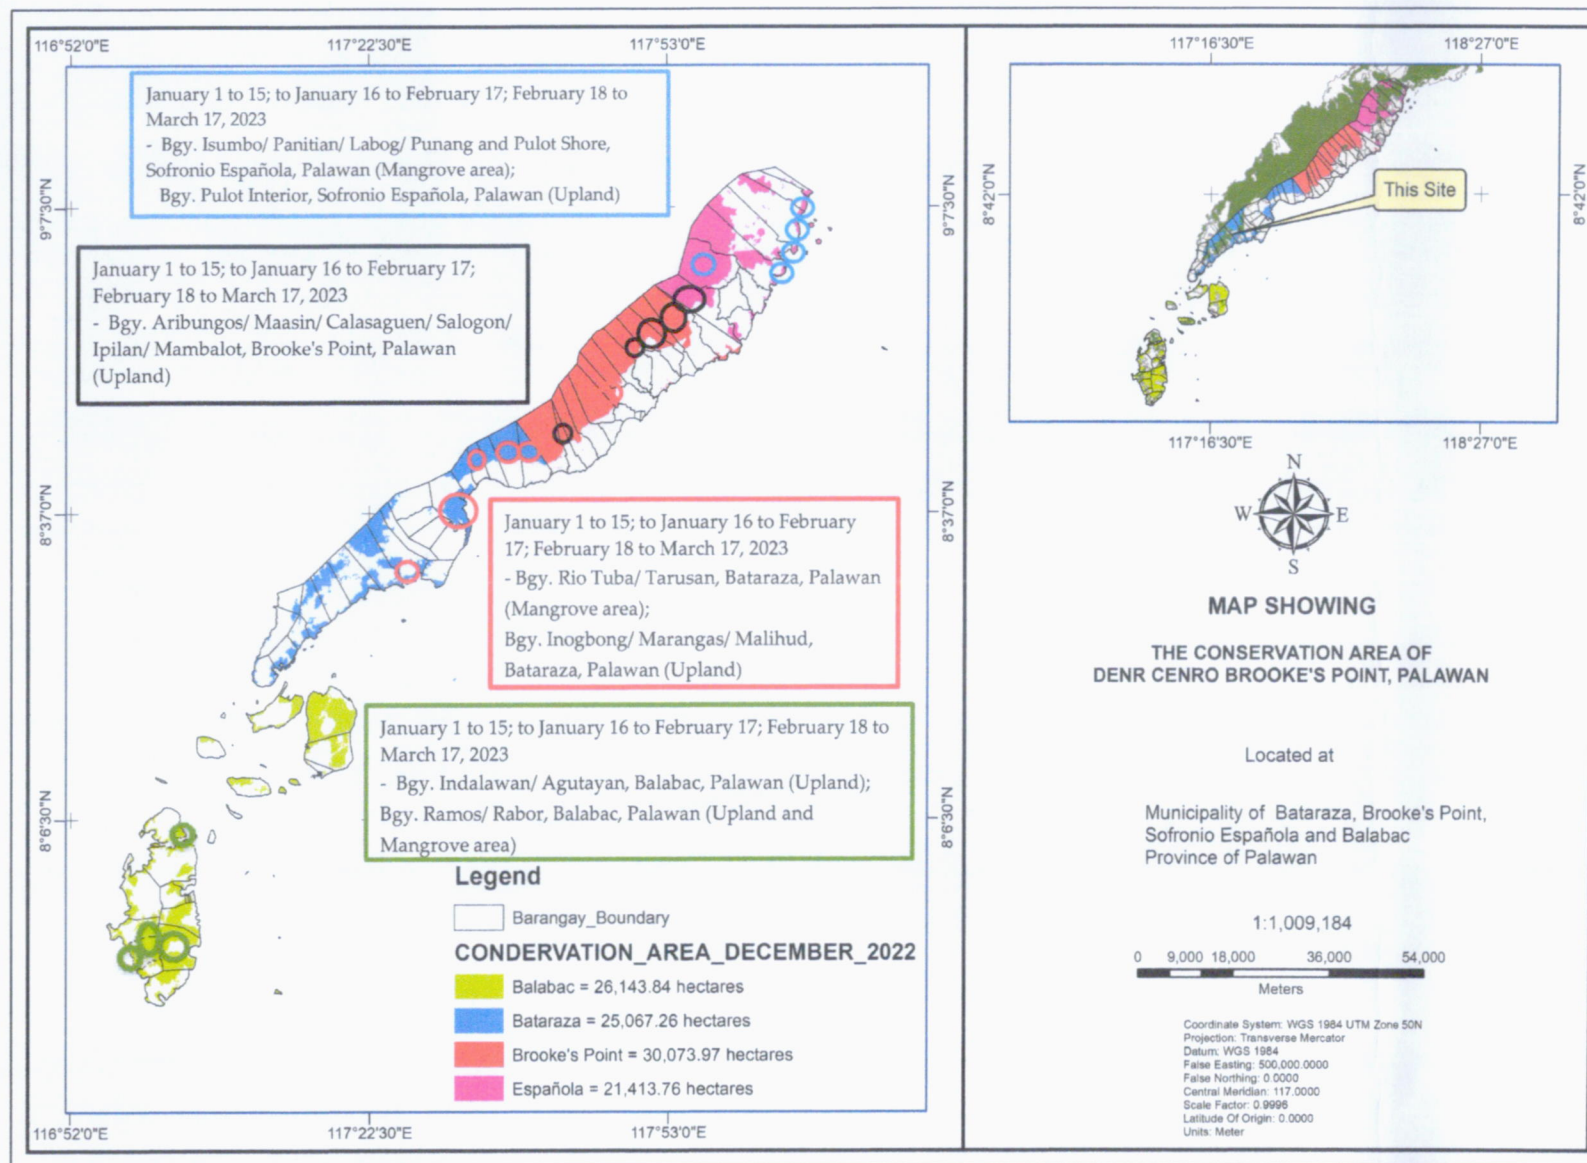 116°52'0"E
117°22'30"E
117°53'0"E
January 1 to 15; to January 16 to February 17; February 18 to
March 17, 2023
- Bgy. Isumbo/ Panitian/ Labog/ Punang and Pulot Shore,
Sofronio Española, Palawan (Mangrove area);
Bgy. Pulot Interior, Sofronio Española, Palawan (Upland)
9°7'30"N
9°7'30"N
January 1 to 15; to January 16 to February 17;
February 18 to March 17, 2023
- Bgy. Aribungos/ Maasin/ Calasaguen/ Salogon/
Ipilan/ Mambalot, Brooke's Point, Palawan
(Upland)
8°37'0"N
8°37'0"N
January 1 to 15; to January 16 to February
17; February 18 to March 17, 2023
- Bgy. Rio Tuba/ Tarusan, Bataraza, Palawan
(Mangrove area);
Bgy. Inogbong/ Marangas/ Malihud,
Bataraza, Palawan (Upland)
January 1 to 15; to January 16 to February 17; February 18 to
March 17, 2023
- Bgy. Indalawan/ Agutayan, Balabac, Palawan (Upland);
Bgy. Ramos/ Rabor, Balabac, Palawan (Upland and
Mangrove area)
8°6'30"N
8°6'30"N
Legend
Barangay_Boundary
CONDERVATION_AREA_DECEMBER_2022
Balabac = 26,143.84 hectares
Bataraza = 25,067.26 hectares
Brooke's Point = 30,073.97 hectares
Española = 21,413.76 hectares
116°52'0"E
117°22'30"E
117°53'0"E
117°16'30"E
118°27'0"E
8°42'0"N
8°42'0"N
This Site
117°16'30"E
118°27'0"E
N
W
E
S
MAP SHOWING
THE CONSERVATION AREA OF
DENR CENRO BROOKE'S POINT, PALAWAN
Located at
Municipality of Bataraza, Brooke's Point,
Sofronio Española and Balabac
Province of Palawan
1:1,009,184
0 9,000 18,000 36,000 54,000
Meters
Coordinate System: WGS 1984 UTM Zone 50N
Projection: Transverse Mercator
Datum: WGS 1984
False Easting: 500,000.0000
False Northing: 0.0000
Central Meridian: 117.0000
Scale Factor: 0.9996
Latitude Of Origin: 0.0000
Units: Meter